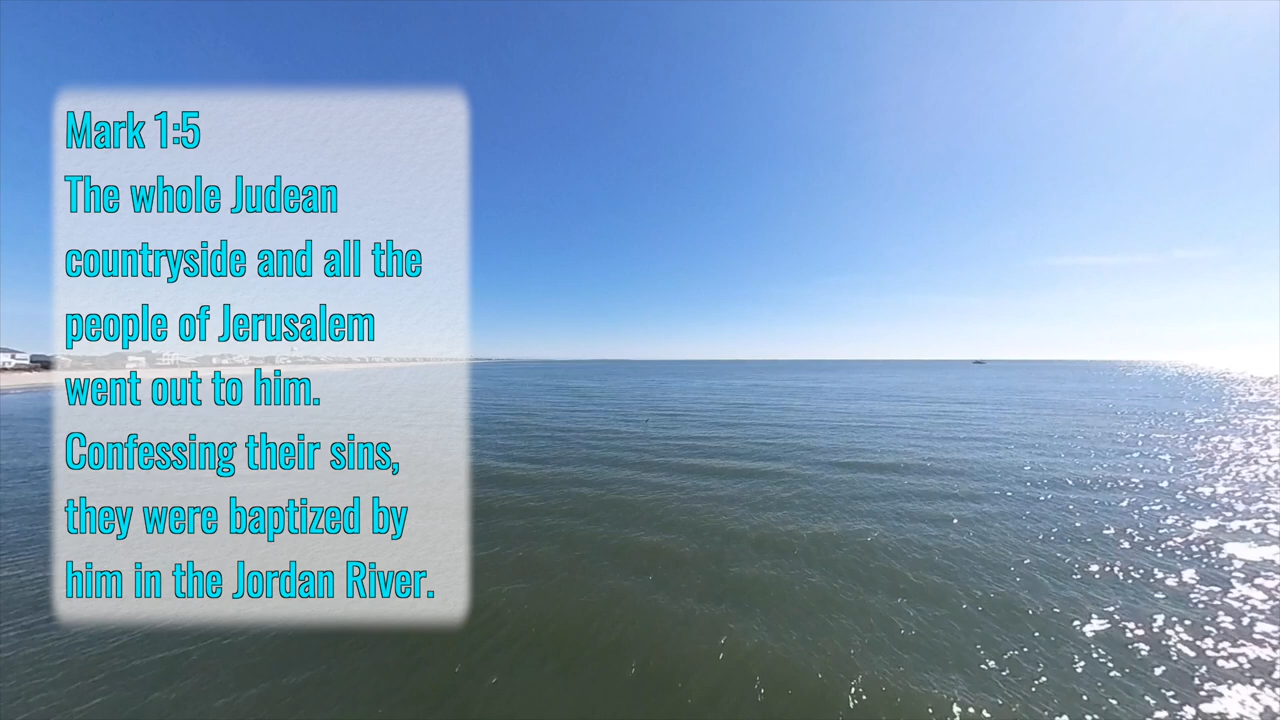 Mark 1:5
The whole Judean
countryside and all the
people of Jerusalem
went out to him.
Confessing their sins,
they were baptized by
him in the Jordan River.